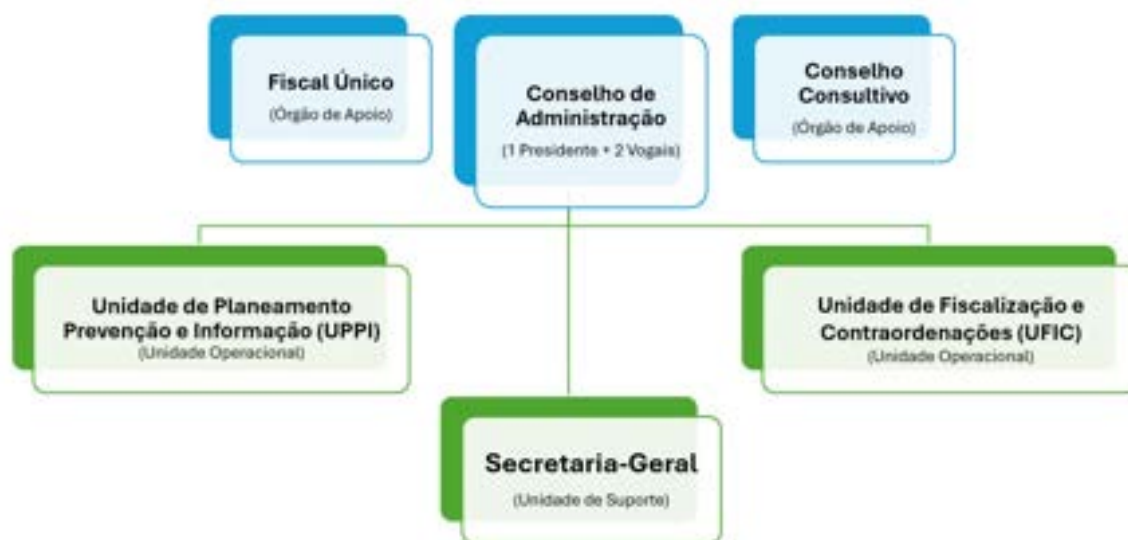 Fiscal Único
(Órgão de Apoio)
Conselho de
Administração
(1 Presidente + 2 Vogais)
Conselho
Consultivo
(Órgão de Apoio)
Unidade de Planeamento
Prevenção e Informação (UPPI)
(Unidade Operacional)
Unidade de Fiscalização e
Contraordenações (UFIC)
(Unidade Operacional)
Secretaria-Geral
(Unidade de Suporte)